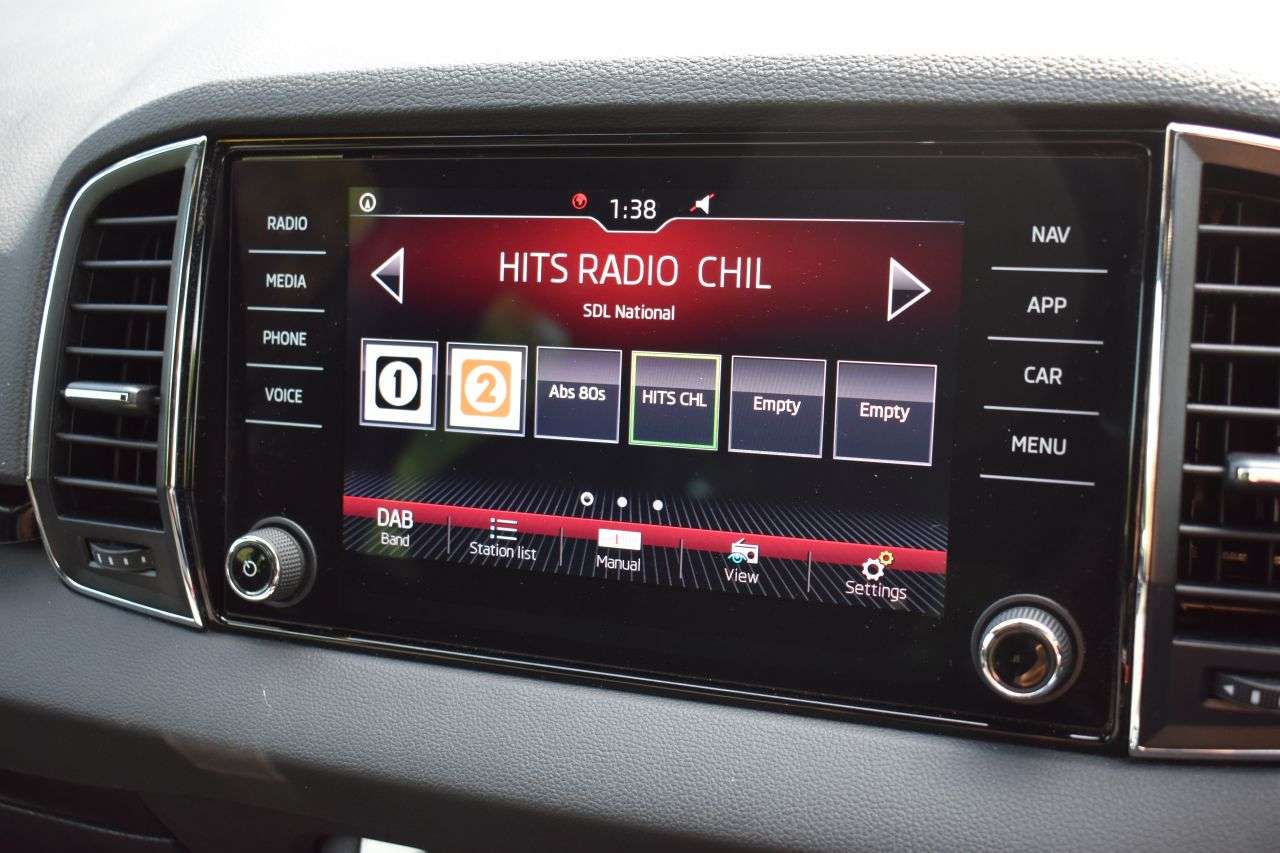 1:38
RADIO
MEDIA
PHONE
VOICE
HITS RADIO CHIL
SDL National
1
2
Abs 80s
HITS CHL
Empty
Empty
DAB
Band
Station list
Manual
View
Settings
NAV
APP
CAR
MENU